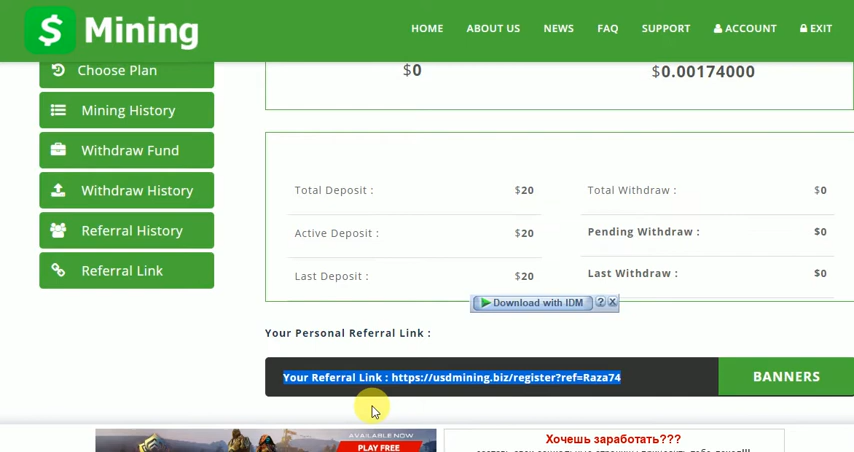 $ Mining
HOME ABOUT US NEWS FAQ SUPPORT ACCOUNT EXIT
Choose Plan
Mining History
Withdraw Fund
Withdraw History
Referral History
Referral Link
$0
$0.00174000
Total Deposit : $20
Active Deposit : $20
Last Deposit : $20
Total Withdraw : $0
Pending Withdraw : $0
Last Withdraw : $0
Download with IDM ? X
Your Personal Referral Link :
Your Referral Link : https://usdmining.biz/register?ref=Raza74
BANNERS
AVAILABLE NOW
PLAY FREE
Хочешь заработать???